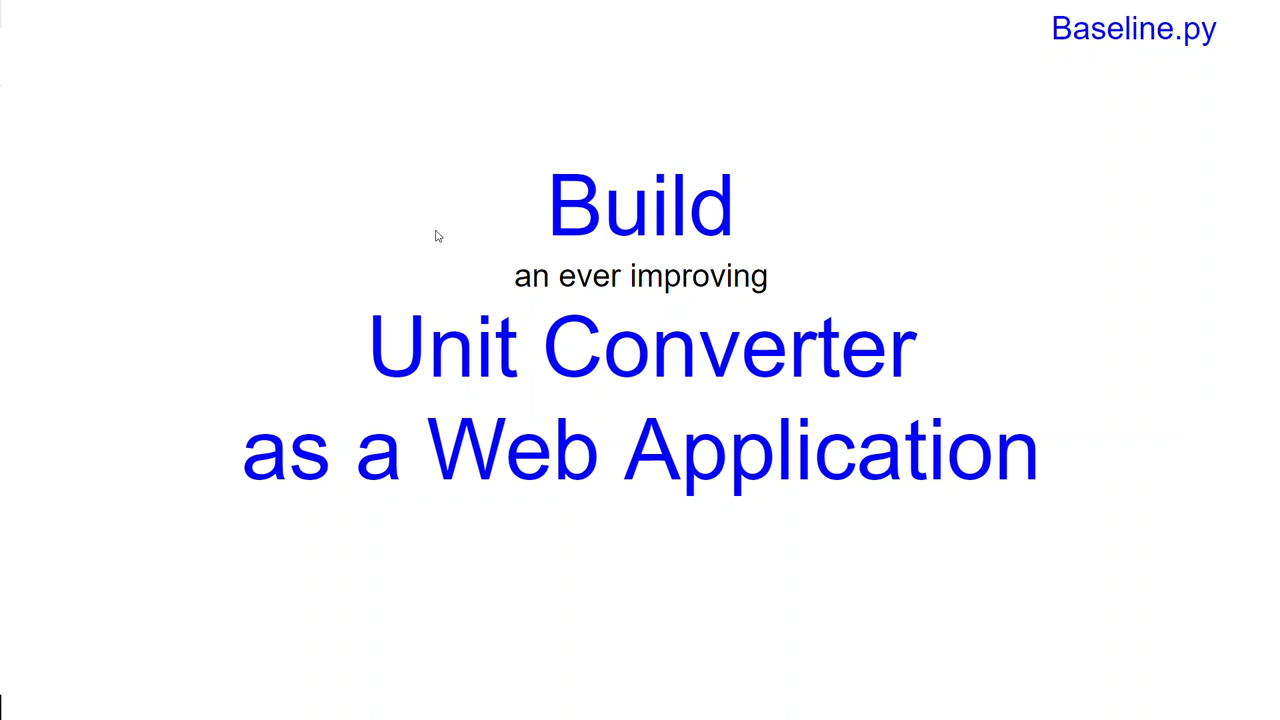 Baseline.py
Build
an ever improving
Unit Converter
as a Web Application